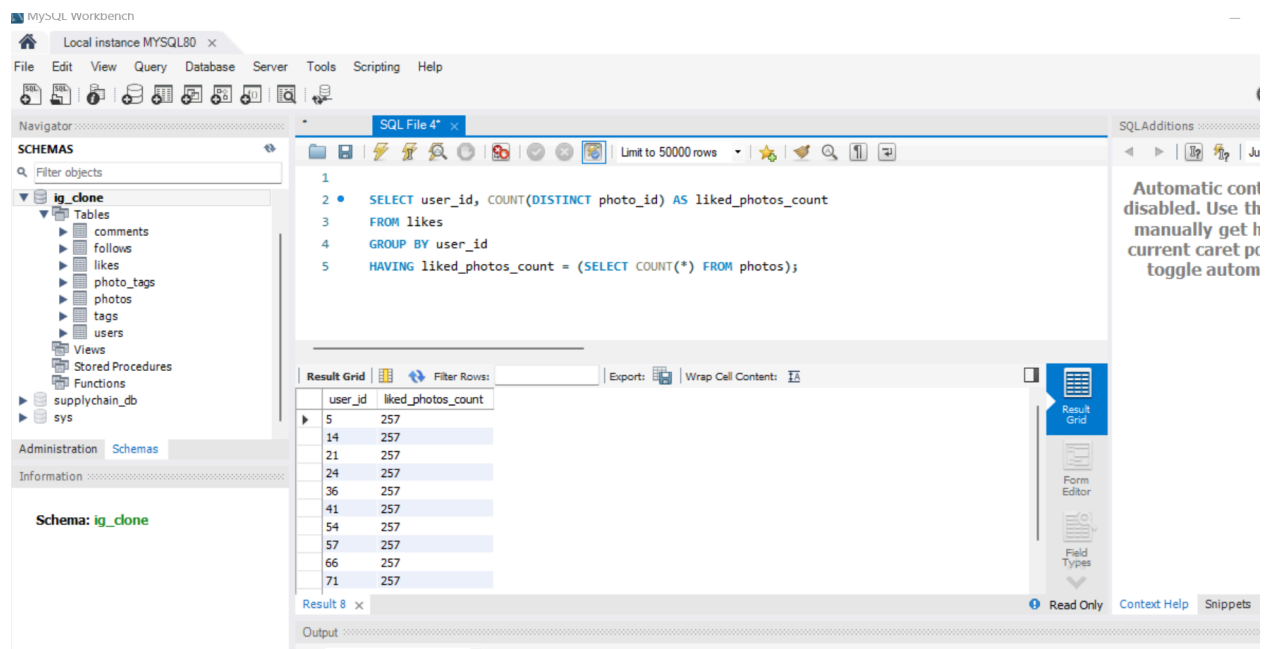 MySQL Workbench
Local instance MYSQL80 ×
File Edit View Query Database Server Tools Scripting Help
Navigator
SCHEMAS
Filter objects
ig_clone
Tables
comments
follows
likes
photo_tags
photos
tags
users
Views
Stored Procedures
Functions
supplychain_db
sys
Administration Schemas
Information
Schema: ig_clone
SQL File 4* ×
Limit to 50000 rows
1
2 SELECT user_id, COUNT(DISTINCT photo_id) AS liked_photos_count
3 FROM likes
4 GROUP BY user_id
5 HAVING liked_photos_count = (SELECT COUNT(*) FROM photos);
Result Grid Filter Rows: Export: Wrap Cell Content: IA
user_id liked_photos_count
5 257
14 257
21 257
24 257
36 257
41 257
54 257
57 257
66 257
71 257
Result 8 ×
Read Only
Output
Result
Grid
Form
Editor
Field
Types
SQLAdditions
Ju
Automatic cont
disabled. Use th
manually get h
current caret po
toggle autom
Context Help Snippets